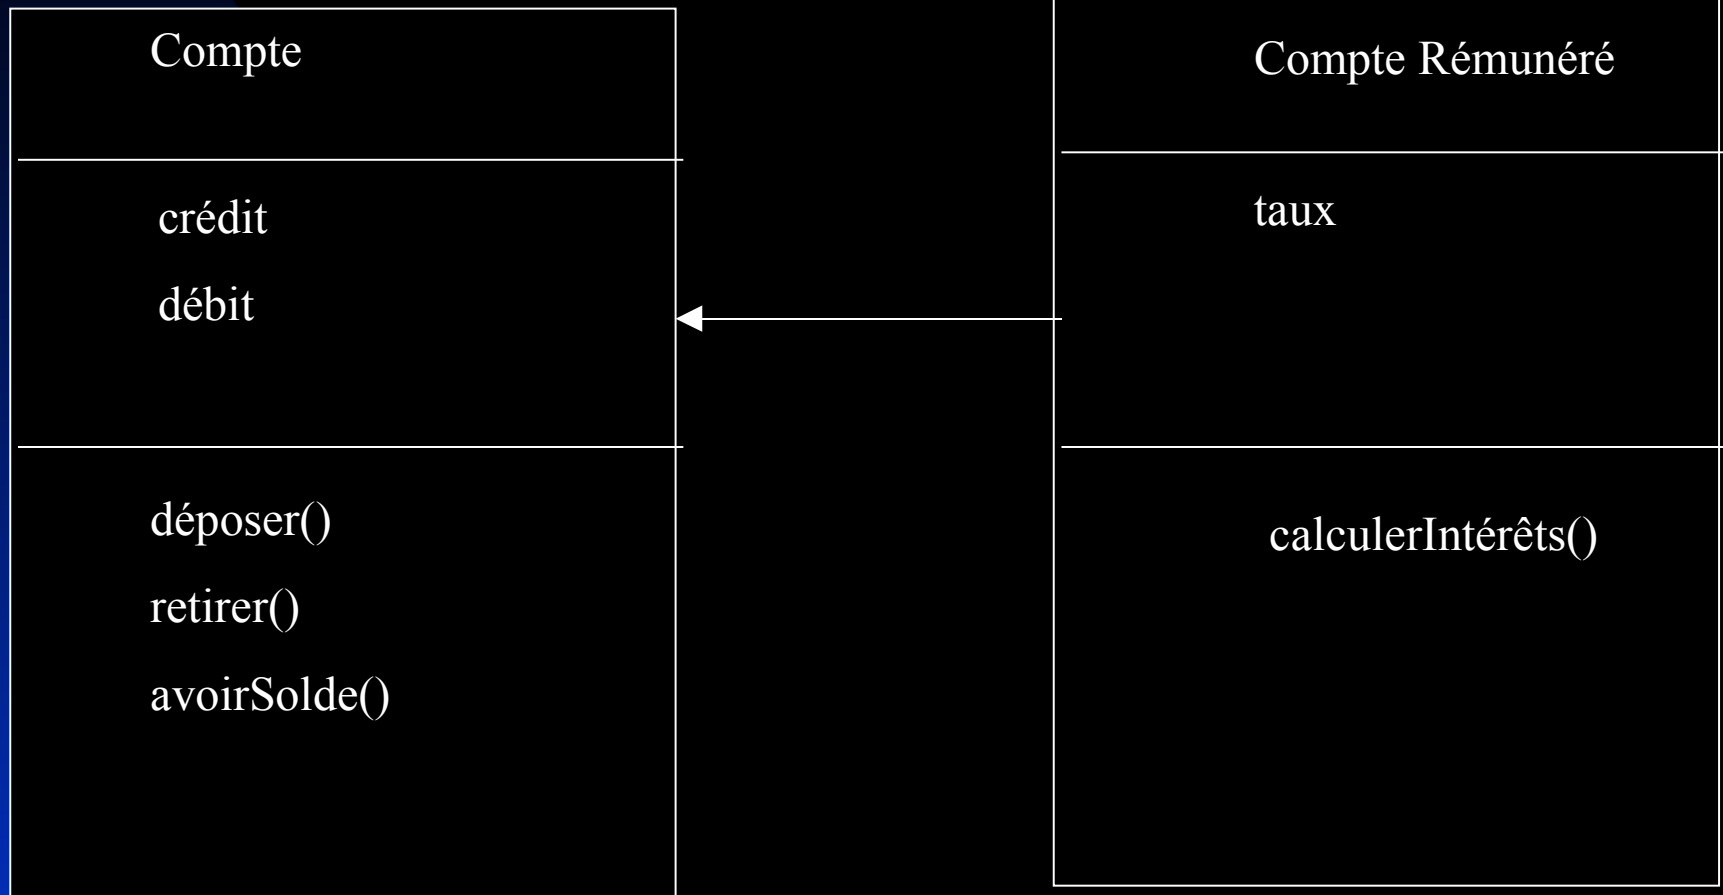 Compte
crédit
débit
déposer()
retirer()
avoirSolde()
Compte Rémunéré
taux
calculerIntérêts()